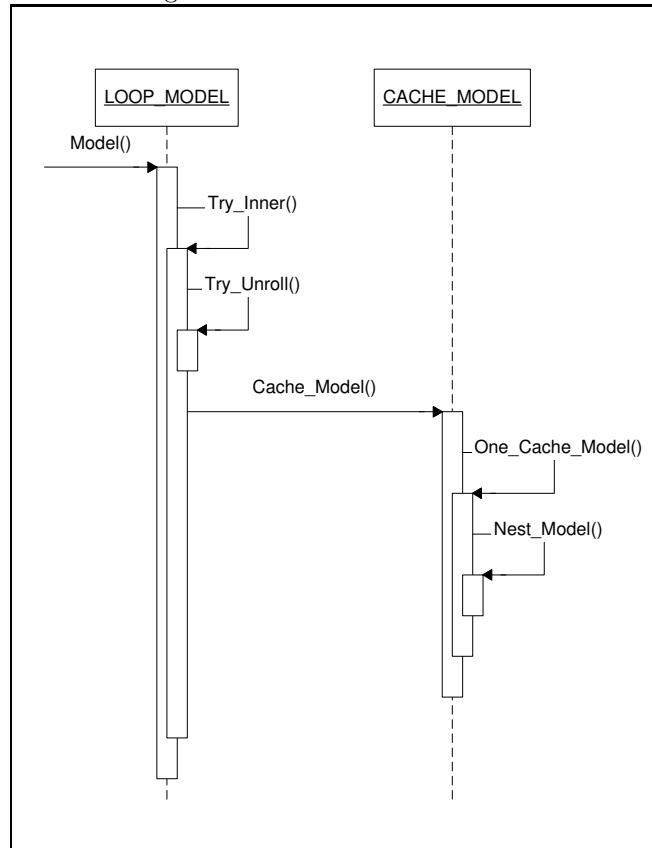 LOOP_MODEL
CACHE_MODEL
Model()
Try_Inner()
Try_Unroll()
Cache_Model()
One_Cache_Model()
Nest_Model()